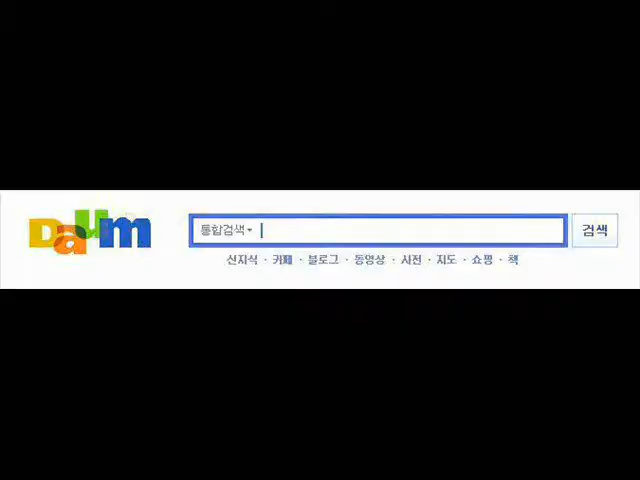 Daum 통합검색 검색
신지식 · 카페 · 블로그 · 동영상 · 사전 · 지도 · 쇼핑 · 책